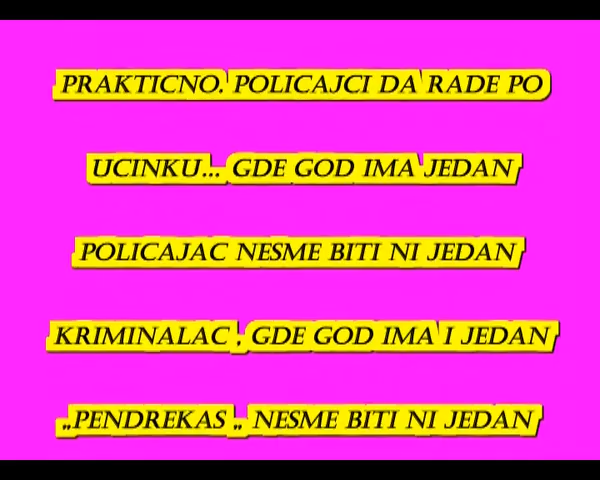 PRAKTICNO. POLICAJCI DA RADE PO
UCINKU... GDE GOD IMA JEDAN
POLICAJAC NESME BITI NI JEDAN
KRIMINALAC , GDE GOD IMA I JEDAN
„PENDREKAS „ NESME BITI NI JEDAN